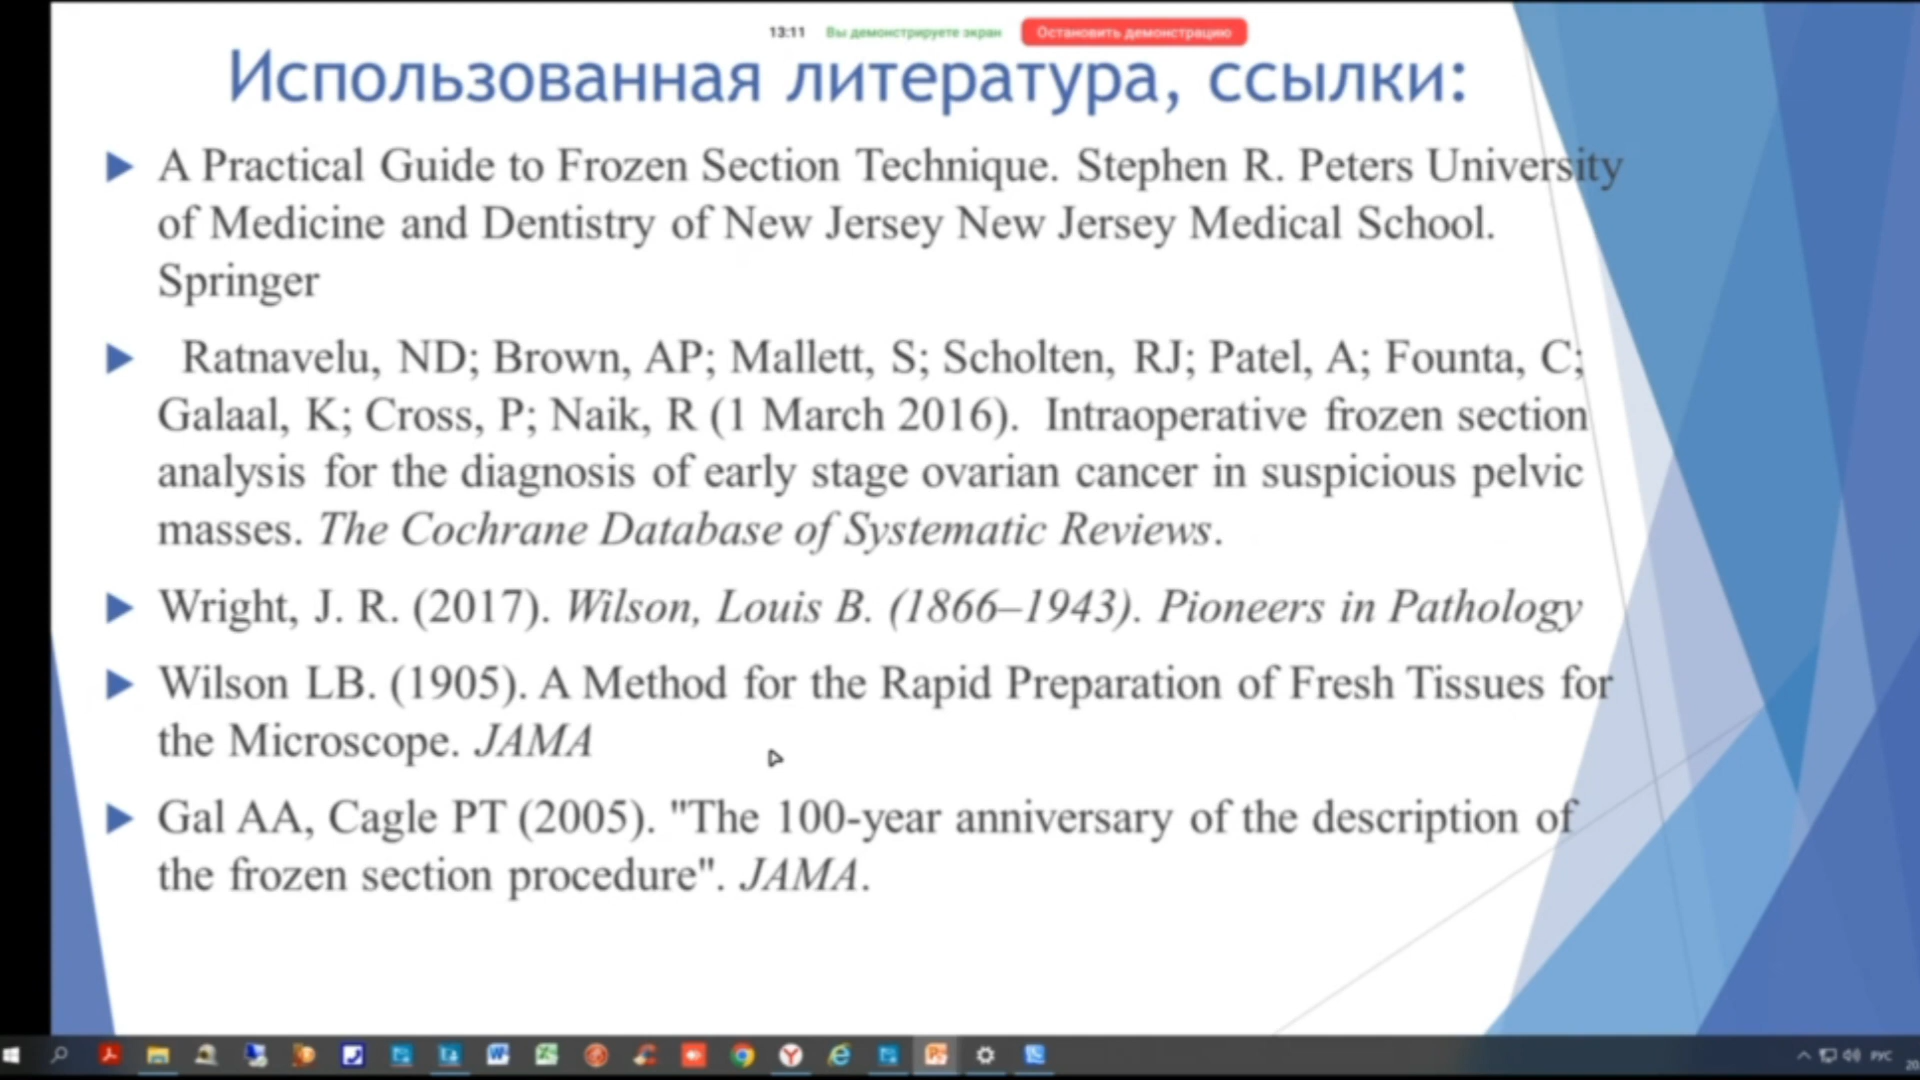 13:11 Вы демонстрируете экран Остановить демонстрацию
Использованная литература, ссылки:
A Practical Guide to Frozen Section Technique. Stephen R. Peters University
of Medicine and Dentistry of New Jersey New Jersey Medical School.
Springer
Ratnavelu, ND; Brown, AP; Mallett, S; Scholten, RJ; Patel, A; Founta, C;
Galaal, K; Cross, P; Naik, R (1 March 2016). Intraoperative frozen section
analysis for the diagnosis of early stage ovarian cancer in suspicious pelvic
masses. The Cochrane Database of Systematic Reviews.
Wright, J. R. (2017). Wilson, Louis B. (1866–1943). Pioneers in Pathology
Wilson LB. (1905). A Method for the Rapid Preparation of Fresh Tissues for
the Microscope. JAMA
Gal AA, Cagle PT (2005). "The 100-year anniversary of the description of
the frozen section procedure". JAMA.
РУС